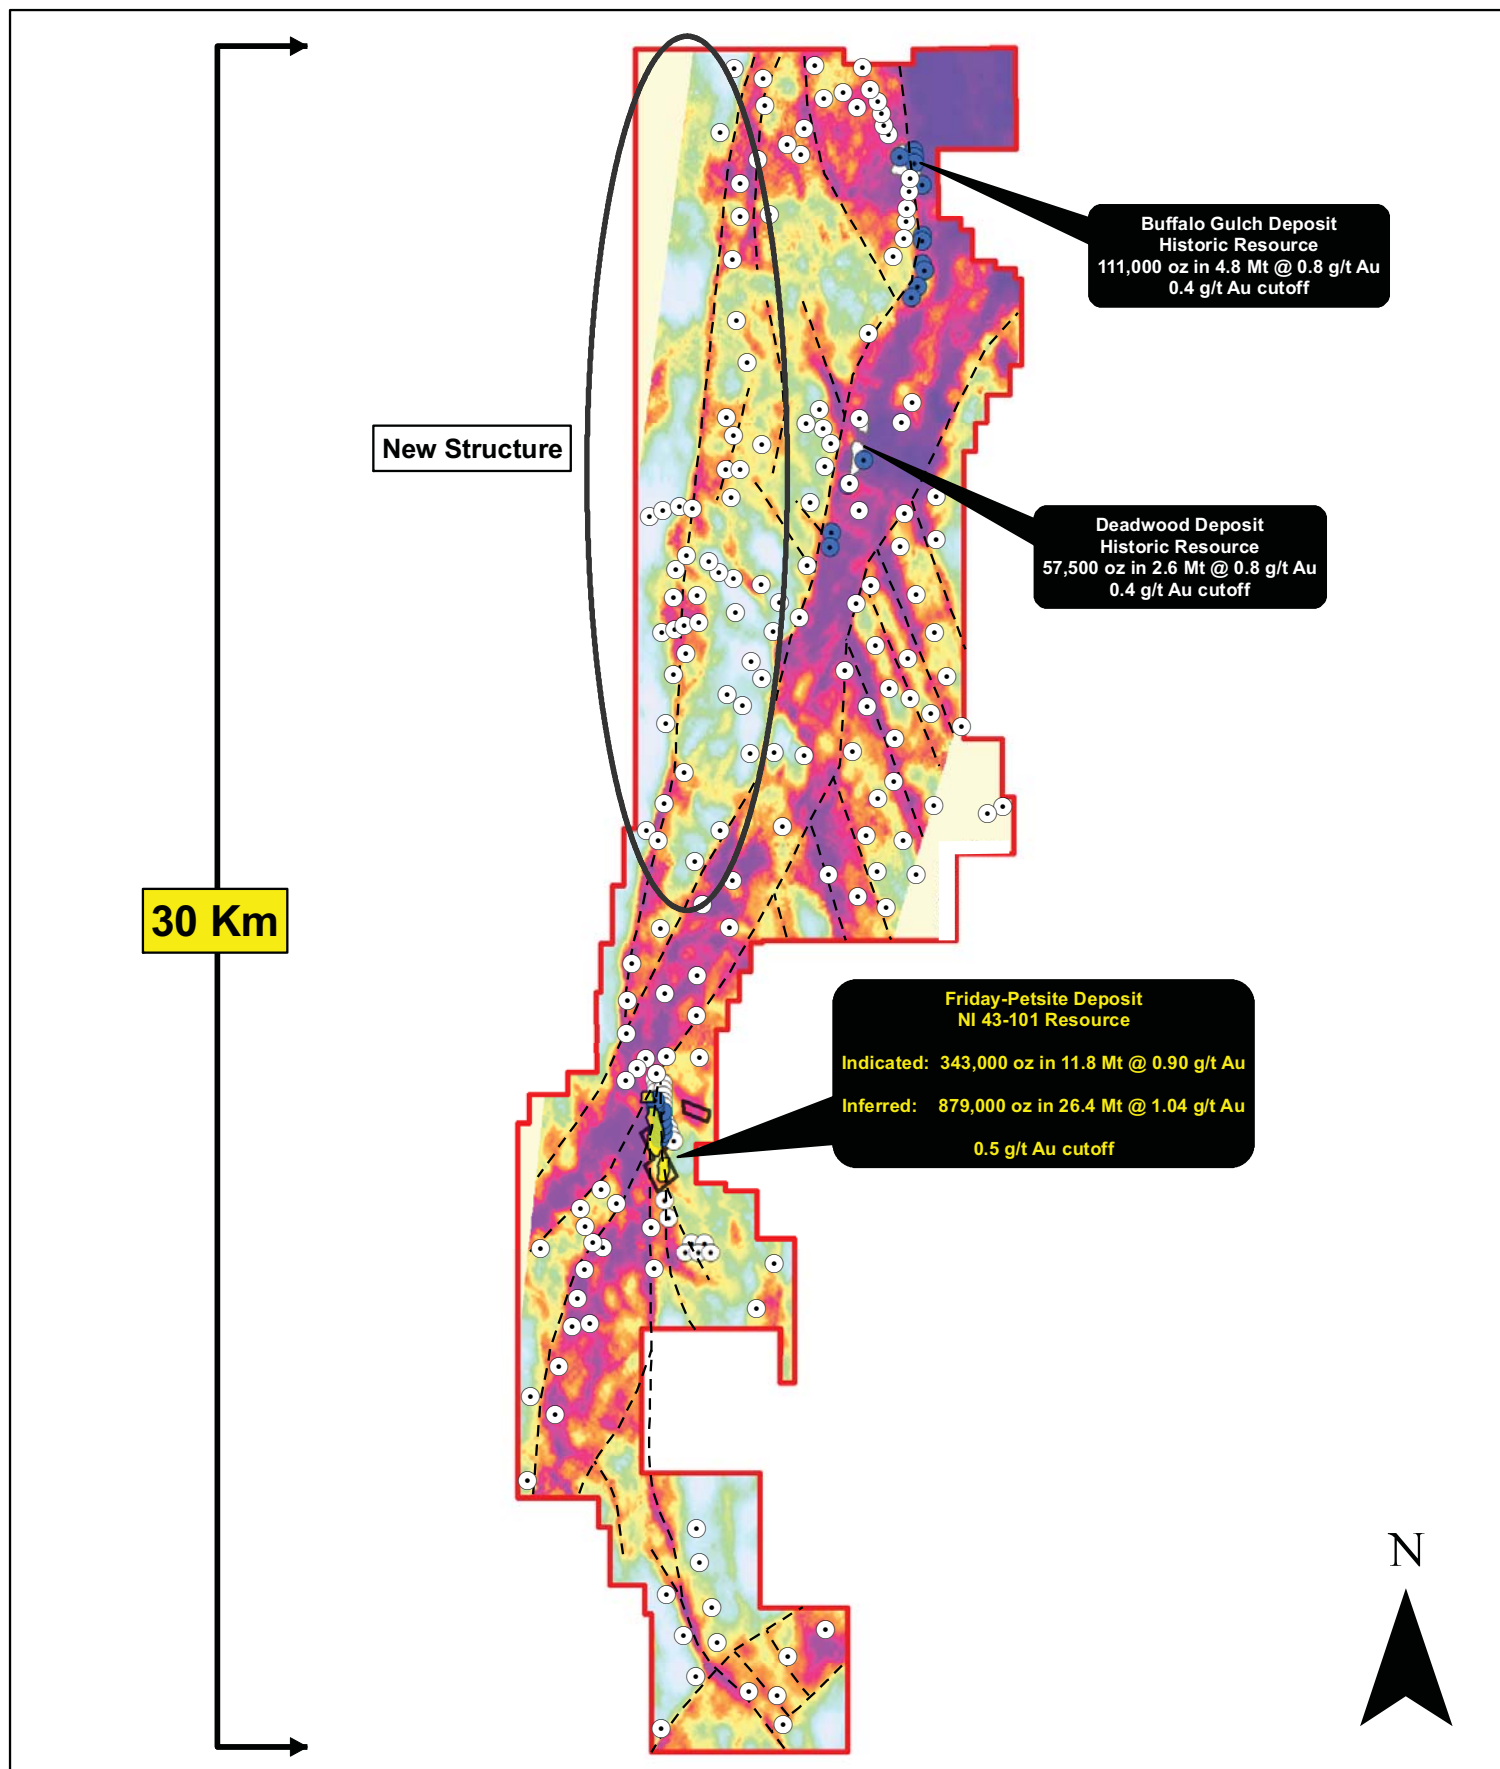 Buffalo Gulch Deposit
Historic Resource
111,000 oz in 4.8 Mt @ 0.8 g/t Au
0.4 g/t Au cutoff
New Structure
Deadwood Deposit
Historic Resource
57,500 oz in 2.6 Mt @ 0.8 g/t Au
0.4 g/t Au cutoff
30 Km
Friday-Petsite Deposit
NI 43-101 Resource
Indicated: 343,000 oz in 11.8 Mt @ 0.90 g/t Au
Inferred: 879,000 oz in 26.4 Mt @ 1.04 g/t Au
0.5 g/t Au cutoff
N